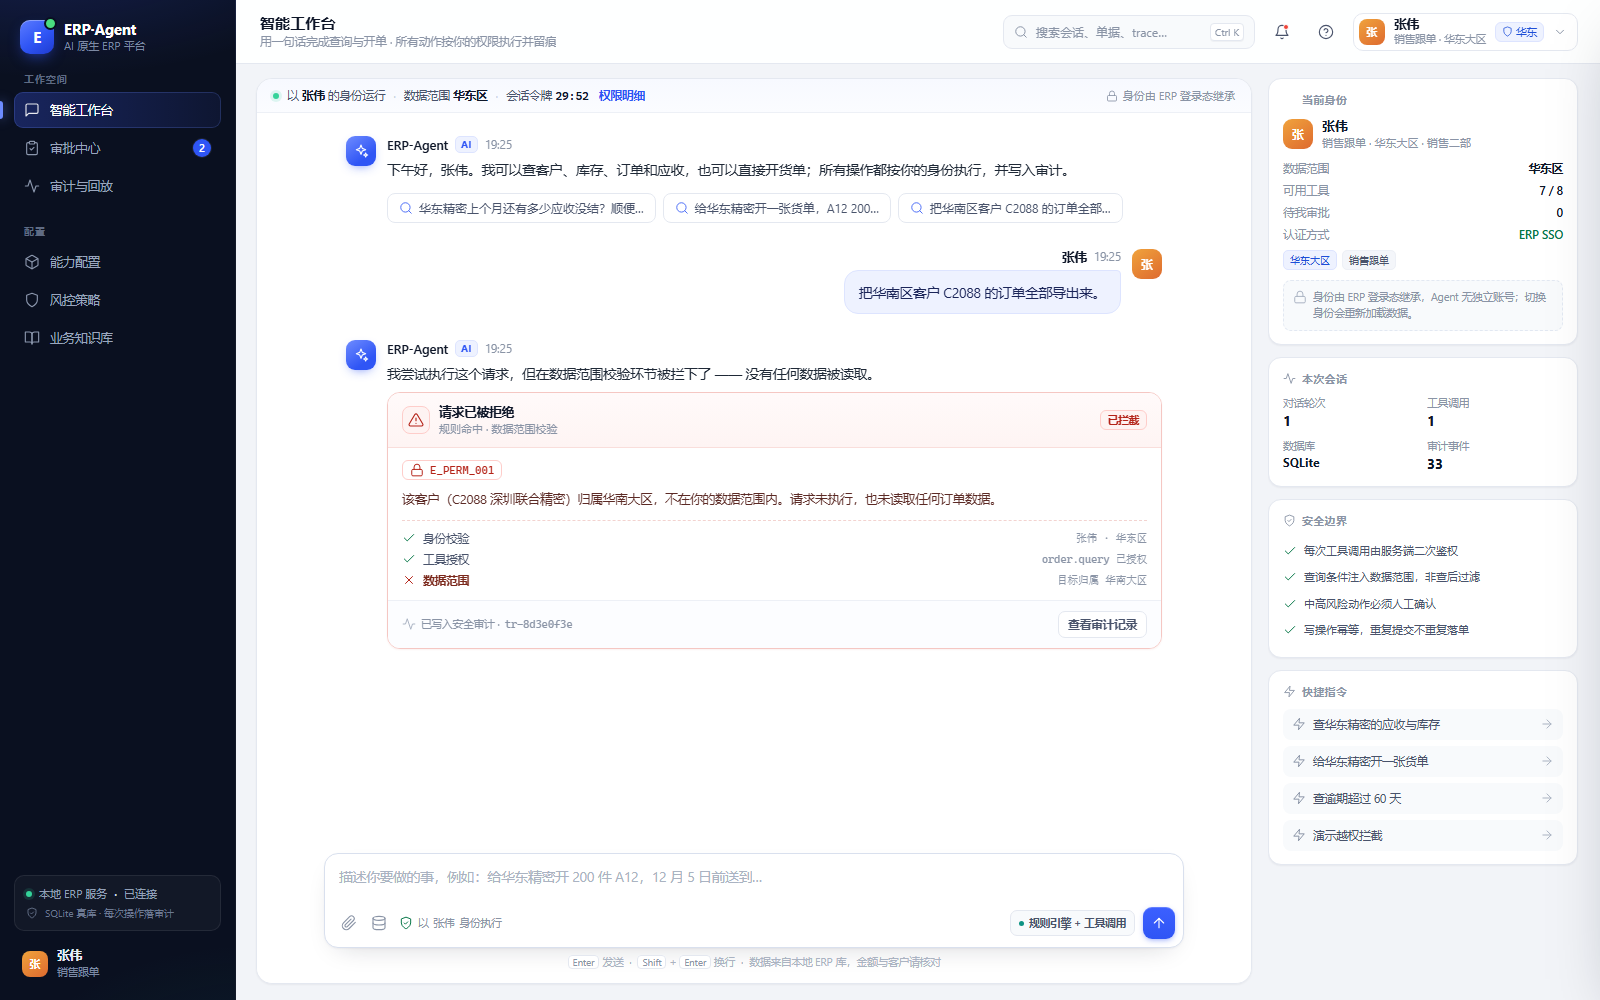 E
ERP-Agent
AI 原生 ERP 平台
工作空间
智能工作台
审批中心
2
审计与回放
配置
能力配置
风控策略
业务知识库
本地 ERP 服务 · 已连接
SQLite 真库 · 每次操作落审计
张
张伟
销售跟单
智能工作台
用一句话完成查询与开单 · 所有动作按你的权限执行并留痕
搜索会话、单据、trace...
Ctrl K
张
张伟
销售跟单 · 华东大区
华东
以 张伟 的身份运行 · 数据范围 华东区 · 会话令牌 29:52 权限明细
身份由 ERP 登录态继承
ERP-Agent AI 19:25
下午好，张伟。我可以查客户、库存、订单和应收，也可以直接开货单；所有操作都按你的身份执行，并写入审计。
华东精密上个月还有多少应收没结？顺便...
给华东精密开一张货单，A12 200...
把华南区客户 C2088 的订单全部...
张伟 19:25
张
把华南区客户 C2088 的订单全部导出来。
ERP-Agent AI 19:25
我尝试执行这个请求，但在数据范围校验环节被拦下了 —— 没有任何数据被读取。
请求已被拒绝
规则命中 · 数据范围校验
已拦截
E_PERM_001
该客户（C2088 深圳联合精密）归属华南大区，不在你的数据范围内。请求未执行，也未读取任何订单数据。
身份校验
张伟 · 华东区
工具授权
order.query 已授权
数据范围
目标归属 华南大区
已写入安全审计 · tr-8d3e0f3e
查看审计记录
描述你要做的事，例如：给华东精密开 200 件 A12，12 月 5 日前送到...
以 张伟 身份执行
规则引擎 + 工具调用
Enter 发送 · Shift + Enter 换行 · 数据来自本地 ERP 库，金额与客户请核对
当前身份
张
张伟
销售跟单 · 华东大区 · 销售二部
数据范围
华东区
可用工具
7 / 8
待我审批
0
认证方式
ERP SSO
华东大区
销售跟单
身份由 ERP 登录态继承，Agent 无独立账号；切换
身份会重新加载数据。
本次会话
对话轮次
1
工具调用
1
数据库
SQLite
审计事件
33
安全边界
每次工具调用由服务端二次鉴权
查询条件注入数据范围，非查后过滤
中高风险动作必须人工确认
写操作幂等，重复提交不重复落单
快捷指令
查华东精密的应收与库存
给华东精密开一张货单
查逾期超过 60 天
演示越权拦截